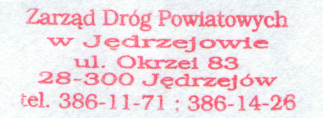 Zarząd Dróg Powiatowych
w Jędrzejowie
ul. Okrzei 83
28-300 Jędrzejów
tel. 386-11-71 ; 386-14-26